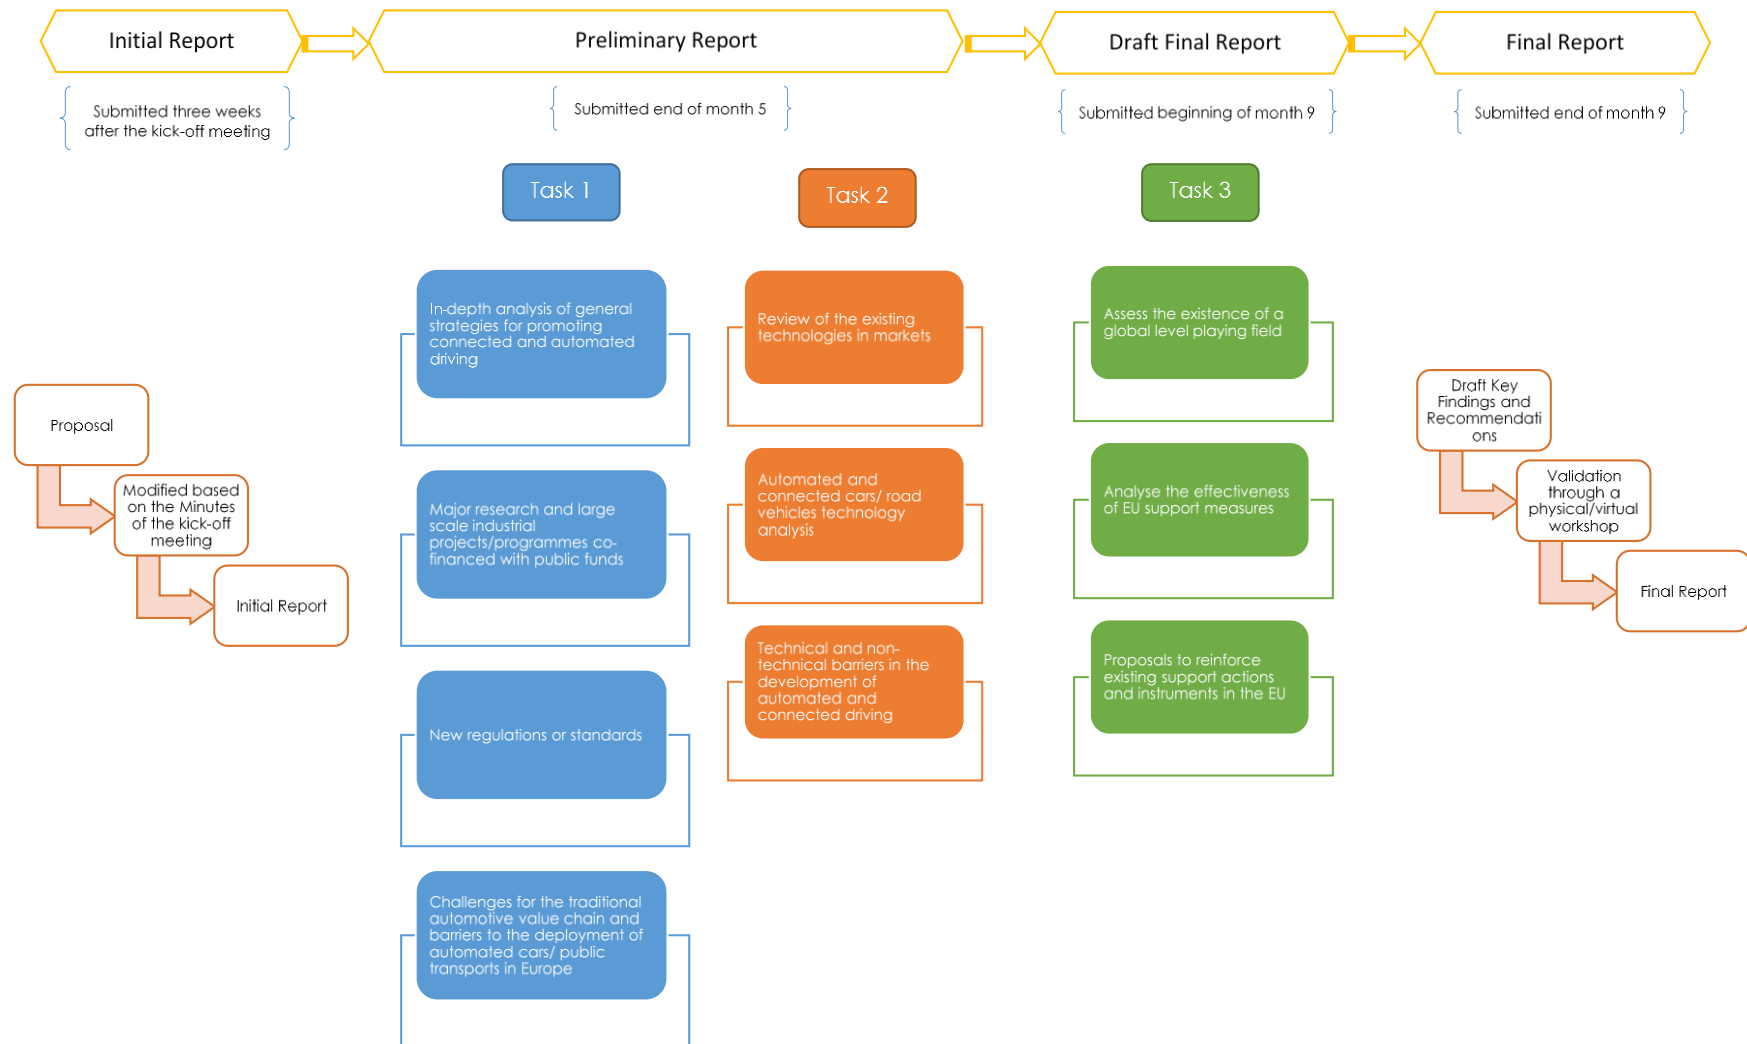 Initial Report
Preliminary Report
Draft Final Report
Final Report
Submitted three weeks
after the kick-off meeting
Submitted end of month 5
Submitted beginning of month 9
Submitted end of month 9
Task 1
Task 2
Task 3
Proposal
Modified based
on the Minutes
of the kick-off
meeting
Initial Report
In-depth analysis of general
strategies for promoting
connected and automated
driving
Major research and large
scale industrial
projects/programmes co-
financed with public funds
New regulations or standards
Challenges for the traditional
automotive value chain and
barriers to the deployment of
automated cars/ public
transports in Europe
Review of the existing
technologies in markets
Automated and
connected cars/ road
vehicles technology
analysis
Technical and non-
technical barriers in the
development of
automated and
connected driving
Assess the existence of a
global level playing field
Analyse the effectiveness
of EU support measures
Proposals to reinforce
existing support actions
and instruments in the EU
Draft Key
Findings and
Recommendati
ons
Validation
through a
physical/virtual
workshop
Final Report